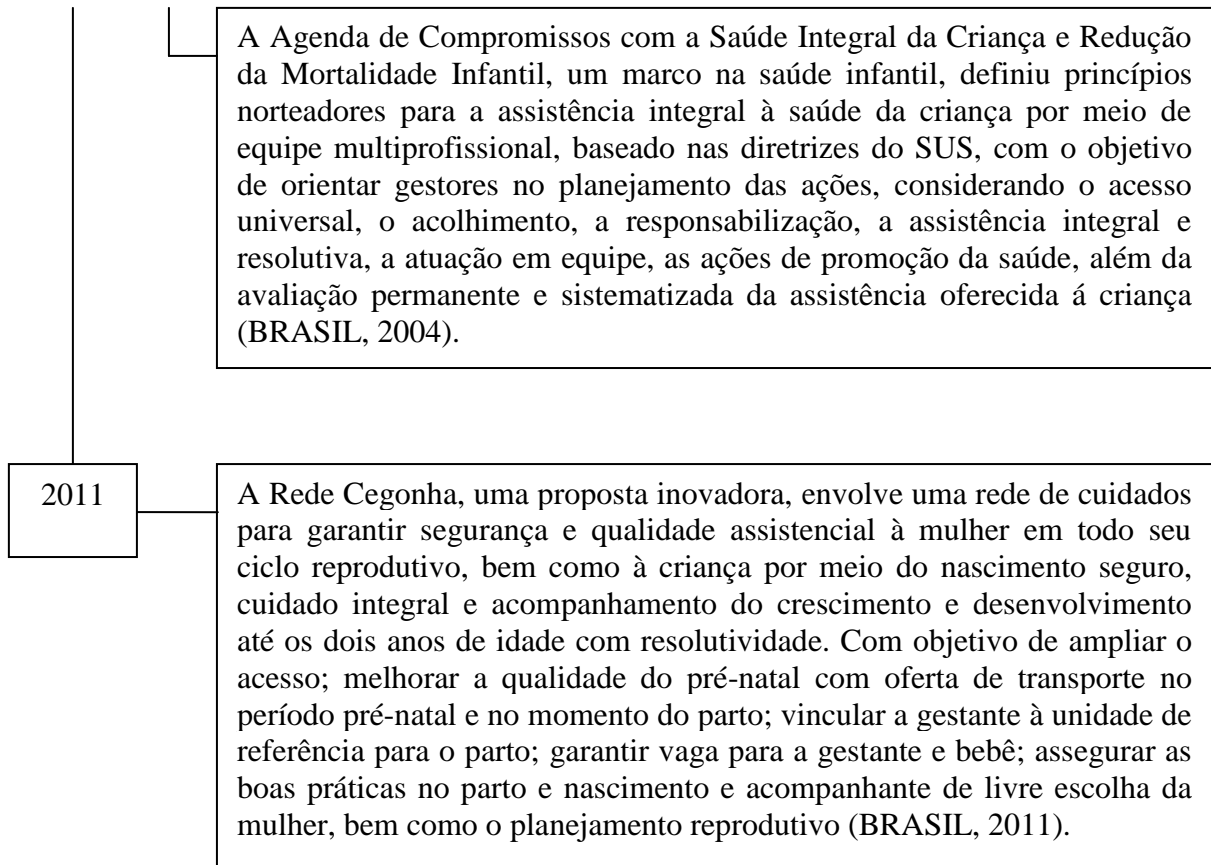 A Agenda de Compromissos com a Saúde Integral da Criança e Redução
da Mortalidade Infantil, um marco na saúde infantil, definiu princípios
norteadores para a assistência integral à saúde da criança por meio de
equipe multiprofissional, baseado nas diretrizes do SUS, com o objetivo
de orientar gestores no planejamento das ações, considerando o acesso
universal, o acolhimento, a responsabilização, a assistência integral e
resolutiva, a atuação em equipe, as ações de promoção da saúde, além da
avaliação permanente e sistematizada da assistência oferecida á criança
(BRASIL, 2004).
2011
A Rede Cegonha, uma proposta inovadora, envolve uma rede de cuidados
para garantir segurança e qualidade assistencial à mulher em todo seu
ciclo reprodutivo, bem como à criança por meio do nascimento seguro,
cuidado integral e acompanhamento do crescimento e desenvolvimento
até os dois anos de idade com resolutividade. Com objetivo de ampliar o
acesso; melhorar a qualidade do pré-natal com oferta de transporte no
período pré-natal e no momento do parto; vincular a gestante à unidade de
referência para o parto; garantir vaga para a gestante e bebê; assegurar as
boas práticas no parto e nascimento e acompanhante de livre escolha da
mulher, bem como o planejamento reprodutivo (BRASIL, 2011).